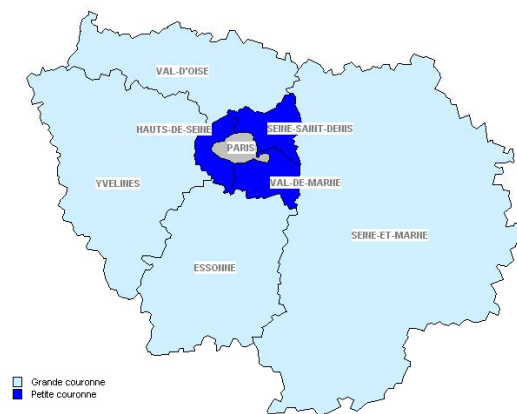 VAL-D'OISE
HAUTS-DE-SEINE
SEINE-SAINT-DENIS
PARIS
YVELINES
VAL-DE-MARNE
SEINE-ET-MARNE
ESSONNE
Grande couronne
Petite couronne